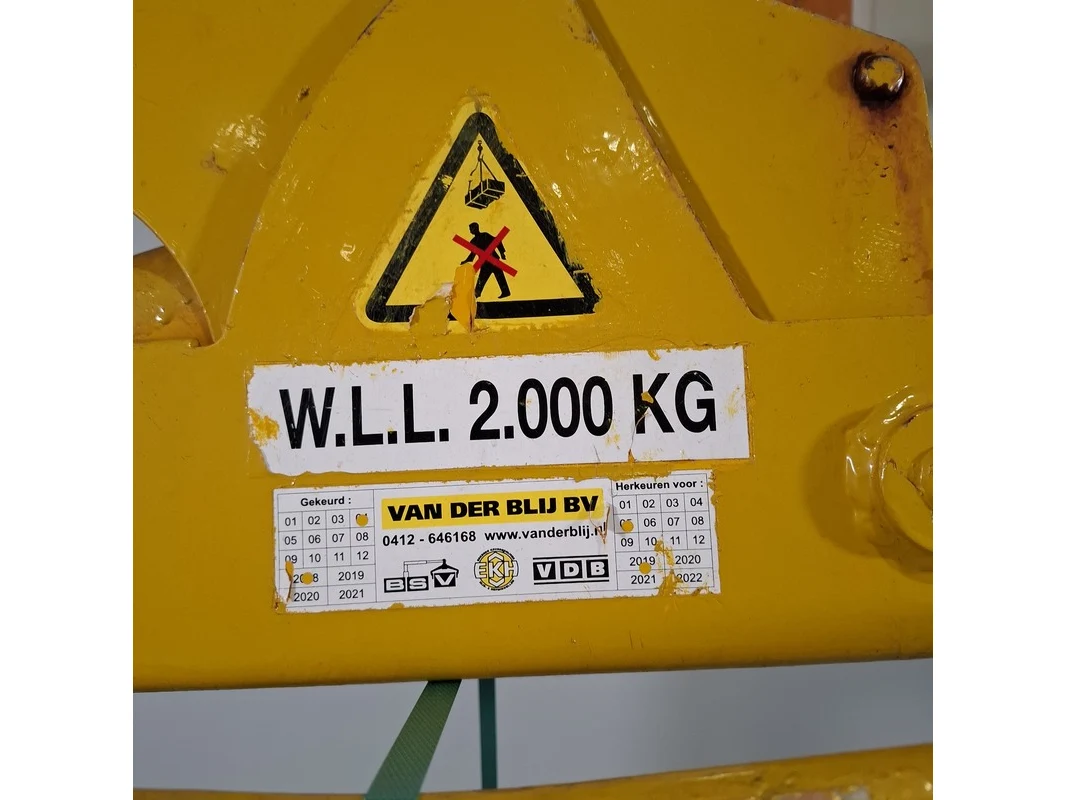 W.L.L. 2.000 KG
Gekeurd :
01 02 03
05 06 07 08
09 10 11 12
2018 2019
2020 2021
VAN DER BLIJ BV
0412 - 646168 www.vanderblij.nl
BSV EKH VDB
Herkeuren voor :
01 02 03 04
06 07 08
09 10 11 12
2019 2020
2021 2022